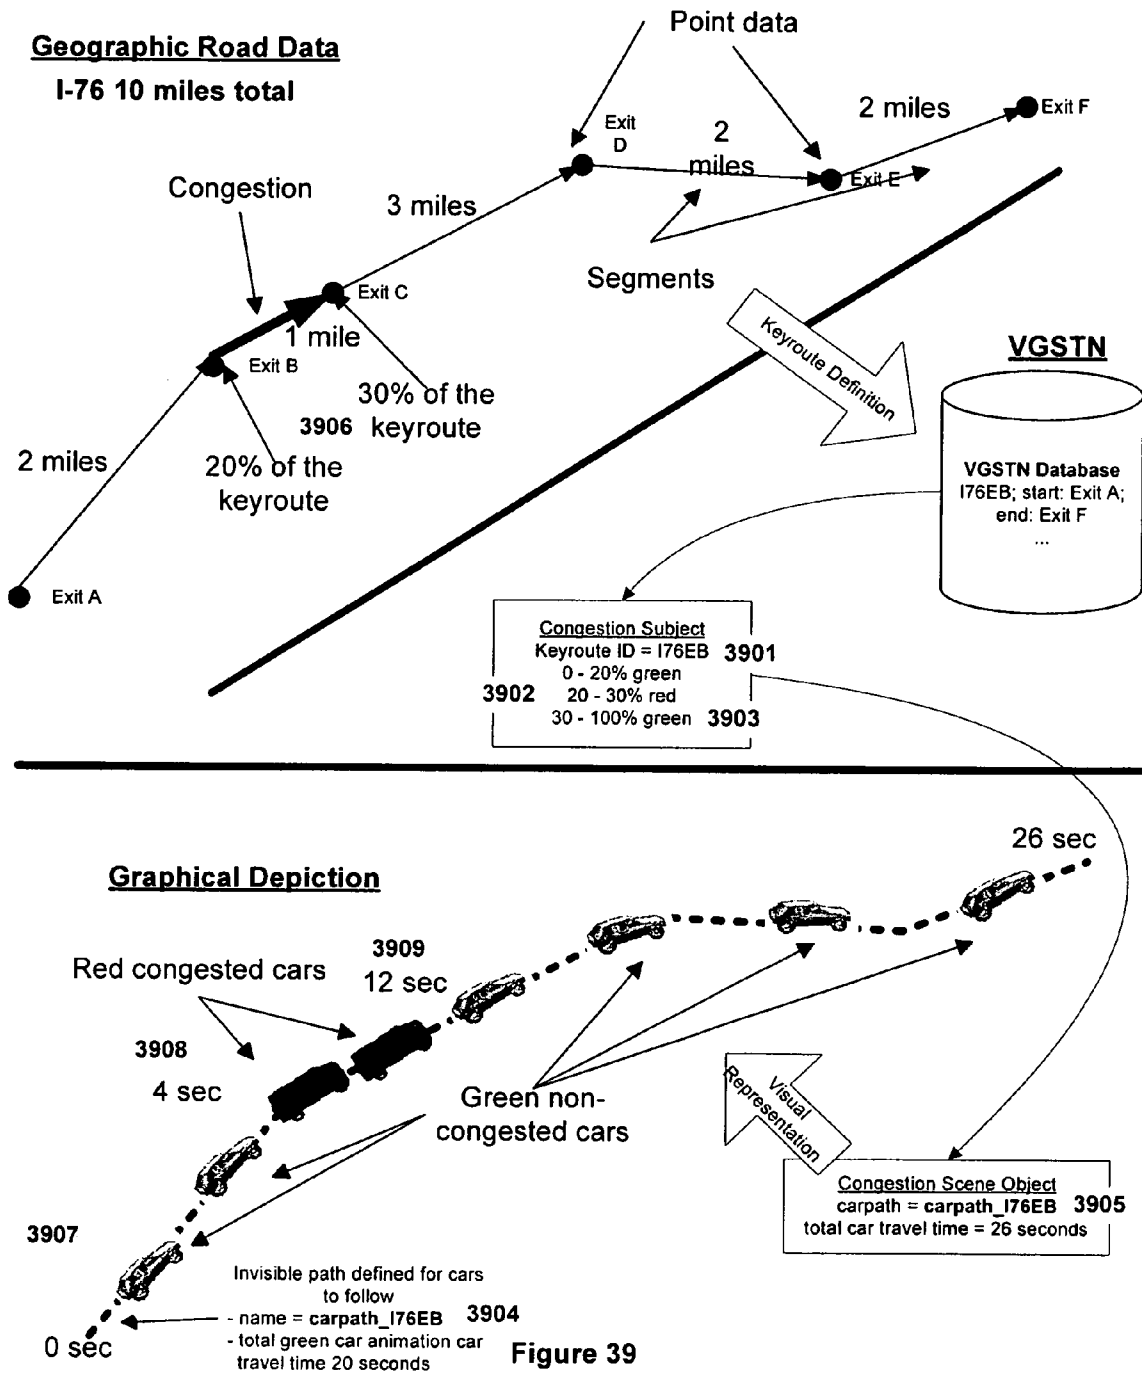 Geographic Road Data
I-76 10 miles total
Point data
Exit
D
2
miles
2 miles
Exit F
Exit E
Congestion
3 miles
Segments
Exit C
1 mile
Exit B
30% of the
3906 keyroute
20% of the
keyroute
2 miles
Exit A
Keyroute Definition
VGSTN
VGSTN Database
I76EB; start: Exit A;
end: Exit F
...
Congestion Subject
Keyroute ID = I76EB 3901
0 - 20% green
3902 20 - 30% red
30 - 100% green 3903
Graphical Depiction
26 sec
3909
Red congested cars
12 sec
3908
4 sec
Green non-
congested cars
Visual
Representation
Congestion Scene Object
carpath = carpath_I76EB 3905
total car travel time = 26 seconds
3907
Invisible path defined for cars
to follow
- name = carpath_I76EB 3904
- total green car animation car
travel time 20 seconds
0 sec
Figure 39